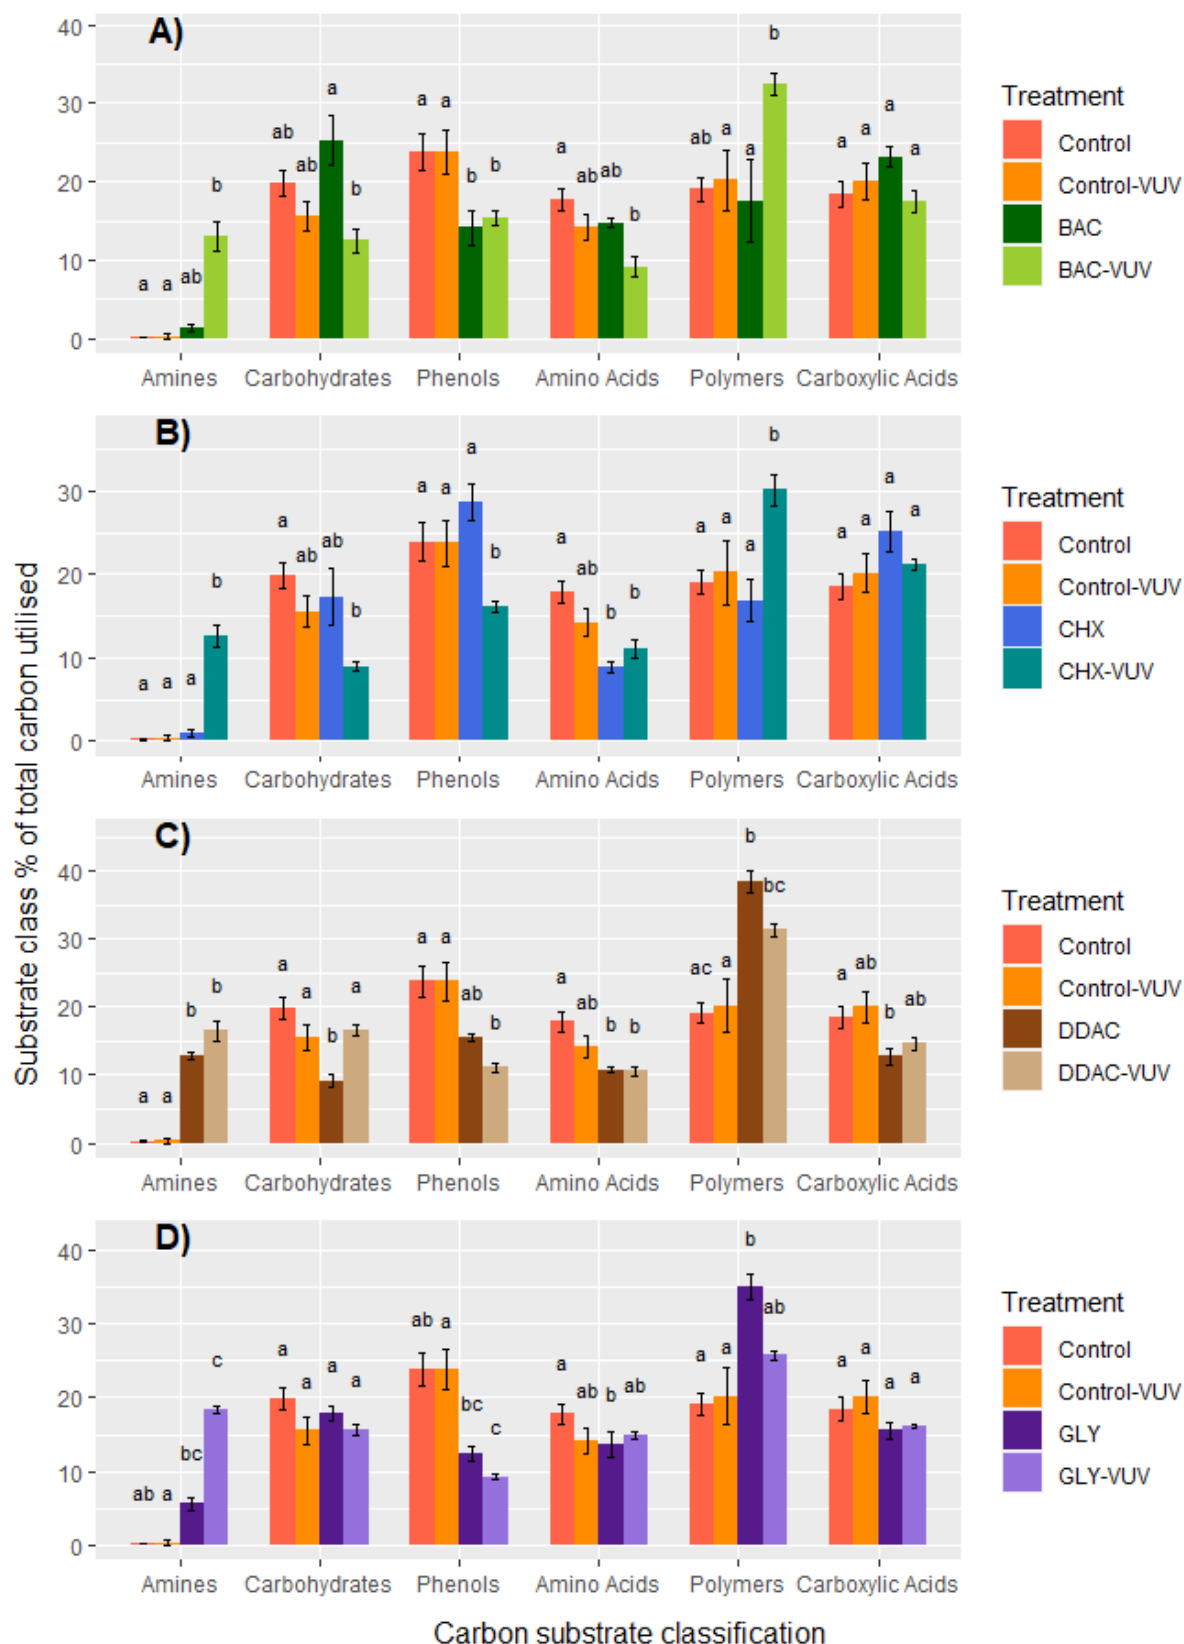 A)
40
30
20
10
0
a a ab b
ab ab a b
a a b b
a ab ab b
ab a a b
a a a a
Amines Carbohydrates Phenols Amino Acids Polymers Carboxylic Acids
Treatment
Control
Control-VUV
BAC
BAC-VUV
B)
30
20
10
0
a a a b
a ab ab b
a a a b
a ab b b
a a a b
a a a a
Amines Carbohydrates Phenols Amino Acids Polymers Carboxylic Acids
Treatment
Control
Control-VUV
CHX
CHX-VUV
Substrate class % of total carbon utilised
C)
40
30
20
10
0
a a b b
a a b a
a a ab b
a ab b b
ac a b bc
a ab b ab
Amines Carbohydrates Phenols Amino Acids Polymers Carboxylic Acids
Treatment
Control
Control-VUV
DDAC
DDAC-VUV
D)
40
30
20
10
0
ab a bc c
a a a a
ab a bc c
a ab b ab
a a b ab
a a a a
Amines Carbohydrates Phenols Amino Acids Polymers Carboxylic Acids
Treatment
Control
Control-VUV
GLY
GLY-VUV
Carbon substrate classification